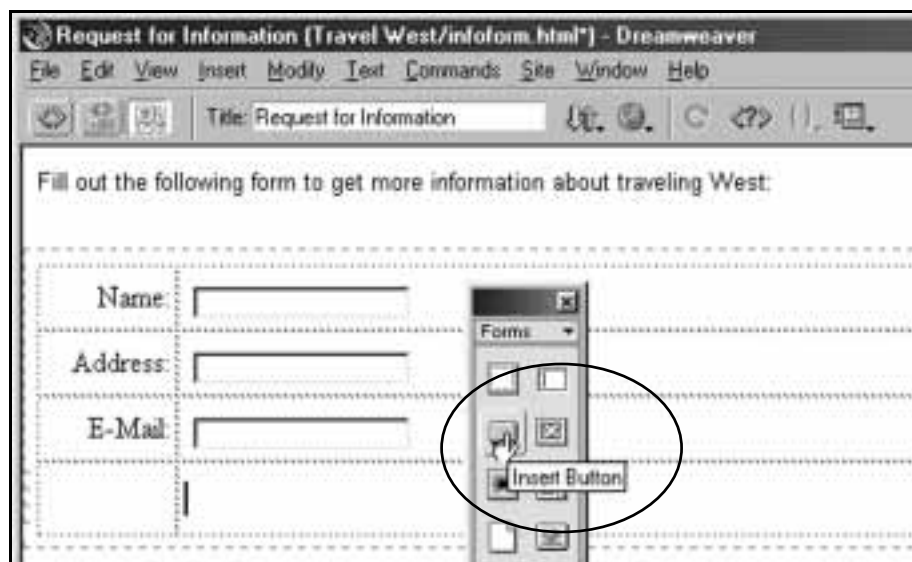 Request for Information (Travel West/infoform.html*) - Dreamweaver
File Edit View Insert Modify Text Commands Site Window Help
Title: Request for Information
Fill out the following form to get more information about traveling West:
Name:
Forms
Address:
E-Mail:
Insert Button